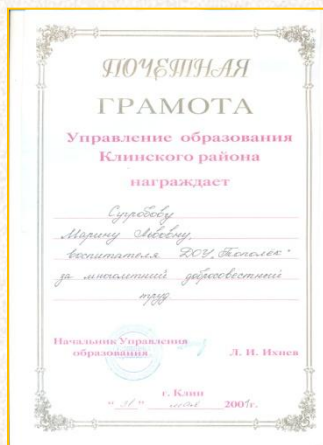 ПОЧЕТНАЯ
ГРАМОТА
Управление образования
Клинского района
награждает
Сугробову
Марину Львовну,
воспитателя ДОУ „Тополек"
за многолетний добросовестный
труд
Начальник Управления
образования
Л. И. Ихнев
г. Клин
" " 200